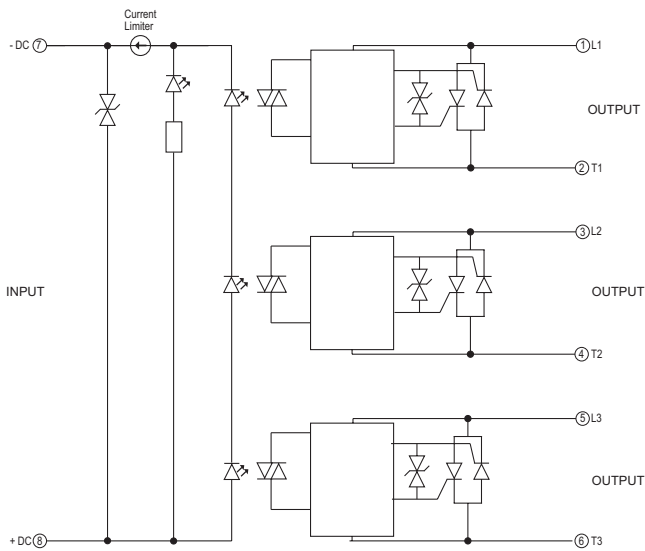 Current
Limiter
- DC 7
1 L1
OUTPUT
2 T1
3 L2
INPUT
OUTPUT
4 T2
5 L3
OUTPUT
+ DC 8
6 T3